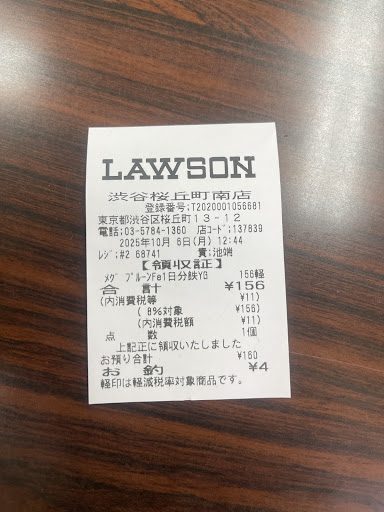 LAWSON
渋谷桜丘町南店
登録番号:T2020001056681
東京都渋谷区桜丘町13-12
電話:03-5784-1360 店コード:137839
2025年10月 6日(月) 12:44
レジ:#2 68741 責:池端
【領収証】
メグ プルーンFe1日分鉄YG 156軽
合 計 ¥156
(内消費税等 ¥11)
( 8%対象 ¥156)
(内消費税額 ¥11)
点 数 1個
上記正に領収いたしました
お預り合計 ¥160
お 釣 ¥4
軽印は軽減税率対象商品です。